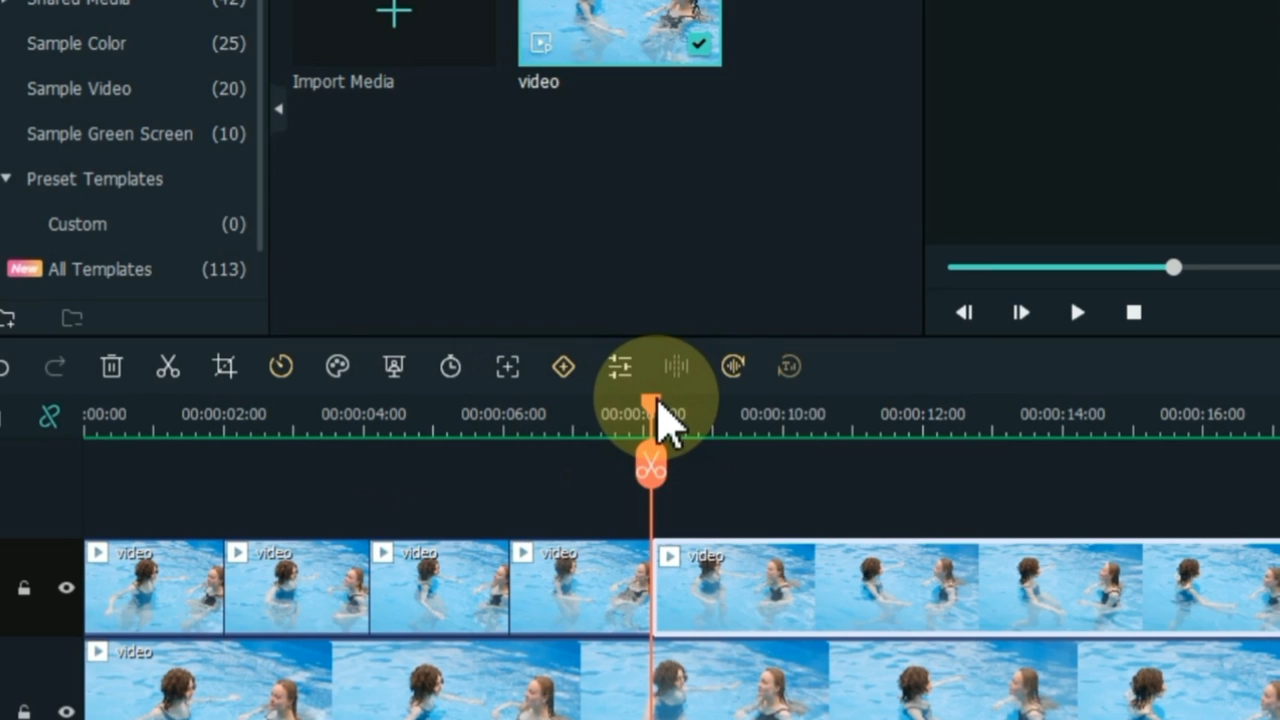 Shared Media (42)
Sample Color (25)
Sample Video (20)
Sample Green Screen (10)
Preset Templates
Custom (0)
New All Templates (113)
Import Media
video
:00:00 00:00:02:00 00:00:04:00 00:00:06:00 00:00:10:00 00:00:12:00 00:00:14:00 00:00:16:00
video video video video video
video